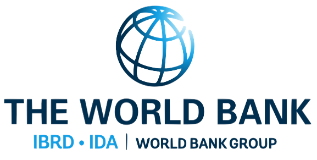 THE WORLD BANK
IBRD • IDA | WORLD BANK GROUP